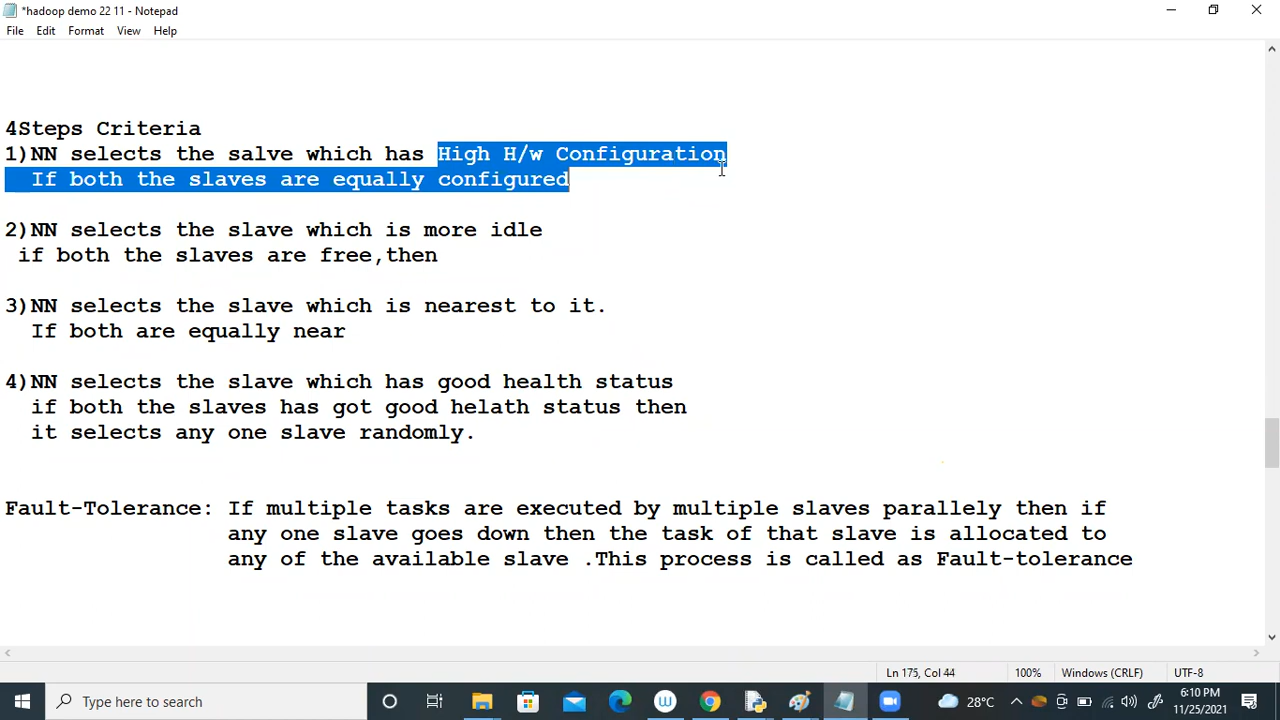 *hadoop demo 22 11 - Notepad
File Edit Format View Help
4Steps Criteria
1)NN selects the salve which has High H/w Configuration
If both the slaves are equally configured
2)NN selects the slave which is more idle
if both the slaves are free,then
3)NN selects the slave which is nearest to it.
If both are equally near
4)NN selects the slave which has good health status
if both the slaves has got good helath status then
it selects any one slave randomly.
Fault-Tolerance: If multiple tasks are executed by multiple slaves parallely then if
any one slave goes down then the task of that slave is allocated to
any of the available slave .This process is called as Fault-tolerance
Ln 175, Col 44 100% Windows (CRLF) UTF-8
Type here to search 28°C 6:10 PM
11/25/2021